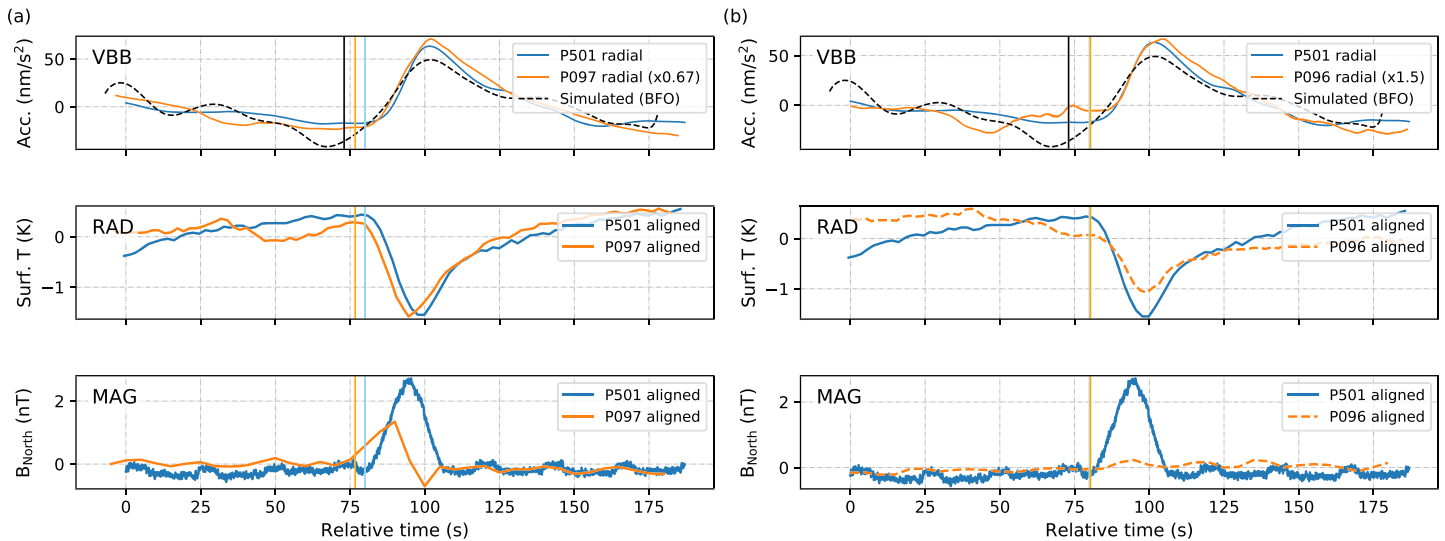 (a)
VBB
Acc. (nm/s²)
50
0
P501 radial
P097 radial (x0.67)
Simulated (BFO)
RAD
Surf. T (K)
0
−1
P501 aligned
P097 aligned
MAG
B_North (nT)
2
0
P501 aligned
P097 aligned
0 25 50 75 100 125 150 175
Relative time (s)
(b)
VBB
Acc. (nm/s²)
50
0
P501 radial
P096 radial (x1.5)
Simulated (BFO)
RAD
Surf. T (K)
0
−1
P501 aligned
P096 aligned
MAG
B_North (nT)
2
0
P501 aligned
P096 aligned
0 25 50 75 100 125 150 175
Relative time (s)